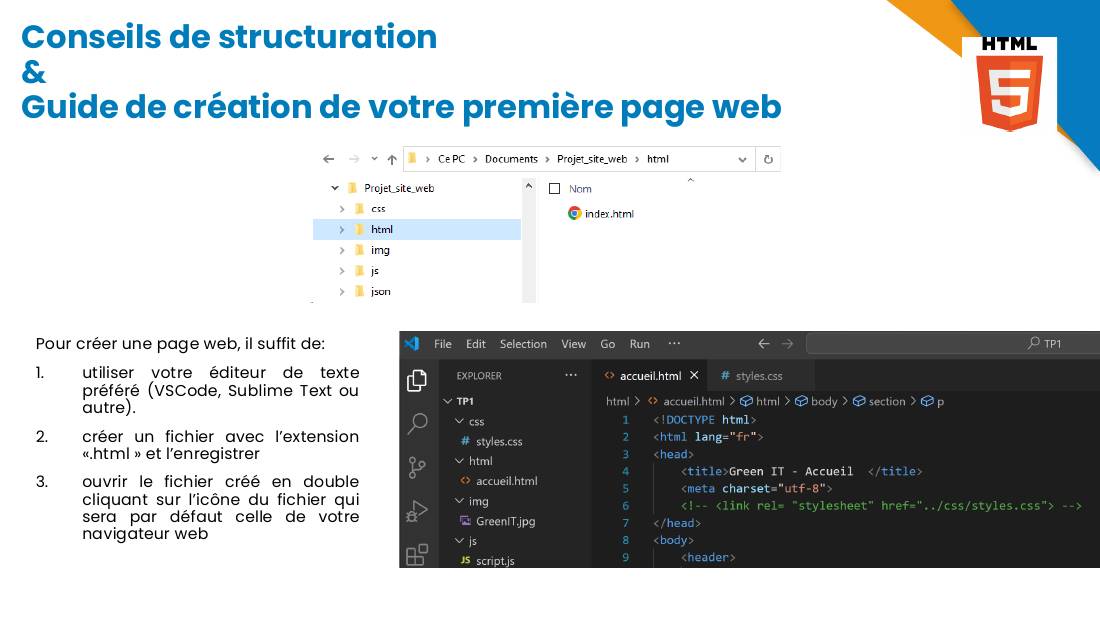 Conseils de structuration
&
Guide de création de votre première page web
HTML
5
Ce PC > Documents > Projet_site_web > html
Projet_site_web
css
html
img
js
json
Nom
index.html
Pour créer une page web, il suffit de:
1. utiliser votre éditeur de texte
préféré (VSCode, Sublime Text ou
autre).
2. créer un fichier avec l’extension
«.html » et l’enregistrer
3. ouvrir le fichier créé en double
cliquant sur l’icône du fichier qui
sera par défaut celle de votre
navigateur web
File Edit Selection View Go Run ··· TP1
EXPLORER ···
TP1
css
# styles.css
html
<> accueil.html
img
GreenIT.jpg
js
JS script.js
<> accueil.html × # styles.css
html > <> accueil.html > html > body > section > p
1 <!DOCTYPE html>
2 <html lang="fr">
3 <head>
4 <title>Green IT - Accueil </title>
5 <meta charset="utf-8">
6 <!-- <link rel= "stylesheet" href="../css/styles.css"> -->
7 </head>
8 <body>
9 <header>